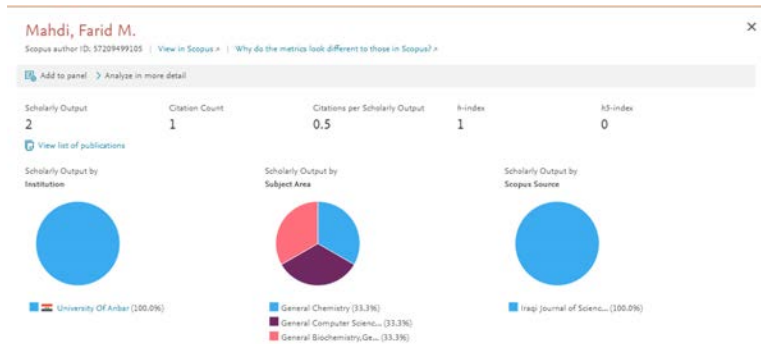 Mahdi, Farid M.
Scopus author ID: 57209499105 | View in Scopus ↗ | Why do the metrics look different to those in Scopus? ↗
Add to panel > Analyze in more detail
Scholarly Output Citation Count Citations per Scholarly Output h-index h5-index
2 1 0.5 1 0
View list of publications
Scholarly Output by Scholarly Output by Scholarly Output by
Institution Subject Area Scopus Source
University Of Anbar (100.0%) General Chemistry (33.3%) Iraqi Journal of Scienc... (100.0%)
General Computer Scienc... (33.3%)
General Biochemistry,Ge... (33.3%)